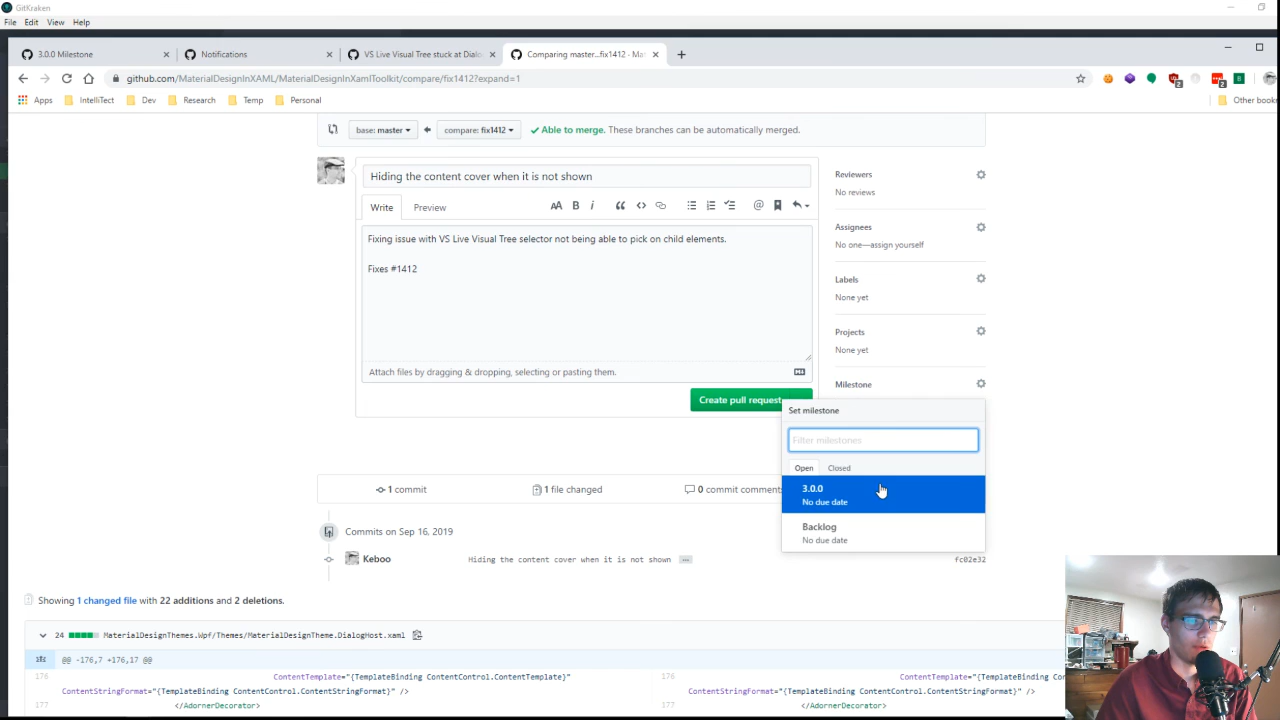 GitKraken
File Edit View Help
3.0.0 Milestone
Notifications
VS Live Visual Tree stuck at Dialo
Comparing master...fix1412 · Ma
github.com/MaterialDesignInXAML/MaterialDesignInXamlToolkit/compare/fix1412?expand=1
Apps IntelliTect Dev Research Temp Personal Other book
base: master compare: fix1412 Able to merge. These branches can be automatically merged.
Hiding the content cover when it is not shown
Write Preview
Fixing issue with VS Live Visual Tree selector not being able to pick on child elements.
Fixes #1412
Attach files by dragging & dropping, selecting or pasting them.
Create pull request
Reviewers
No reviews
Assignees
No one—assign yourself
Labels
None yet
Projects
None yet
Milestone
Set milestone
Filter milestones
Open Closed
3.0.0
No due date
Backlog
No due date
1 commit 1 file changed 0 commit comment
Commits on Sep 16, 2019
Keboo Hiding the content cover when it is not shown fc02e32
Showing 1 changed file with 22 additions and 2 deletions.
24 MaterialDesignThemes.Wpf/Themes/MaterialDesignTheme.DialogHost.xaml
@@ -176,7 +176,17 @@
176 ContentTemplate="{TemplateBinding ContentControl.ContentTemplate}" 176 ContentTemplate="{TemplateBinding ContentControl.Conten
ContentStringFormat="{TemplateBinding ContentControl.ContentStringFormat}" /> ContentStringFormat="{TemplateBinding ContentControl.ContentStringFormat}" />
177 </AdornerDecorator> 177 </AdornerDecorator>